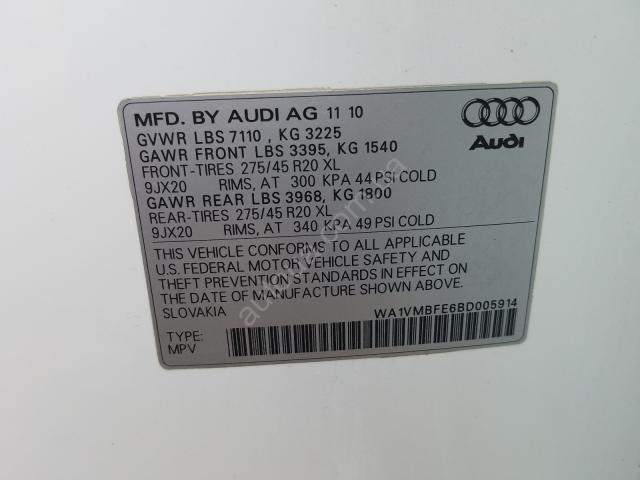 MFD. BY AUDI AG 11 10
GVWR LBS 7110 , KG 3225
GAWR FRONT LBS 3395, KG 1540
FRONT-TIRES 275/45 R20 XL
9JX20 RIMS, AT 300 KPA 44 PSI COLD
GAWR REAR LBS 3968, KG 1800
REAR-TIRES 275/45 R20 XL
9JX20 RIMS, AT 340 KPA 49 PSI COLD
THIS VEHICLE CONFORMS TO ALL APPLICABLE
U.S. FEDERAL MOTOR VEHICLE SAFETY AND
THEFT PREVENTION STANDARDS IN EFFECT ON
THE DATE OF MANUFACTURE SHOWN ABOVE.
SLOVAKIA
WA1VMBFE6BD005914
TYPE:
MPV
Audi